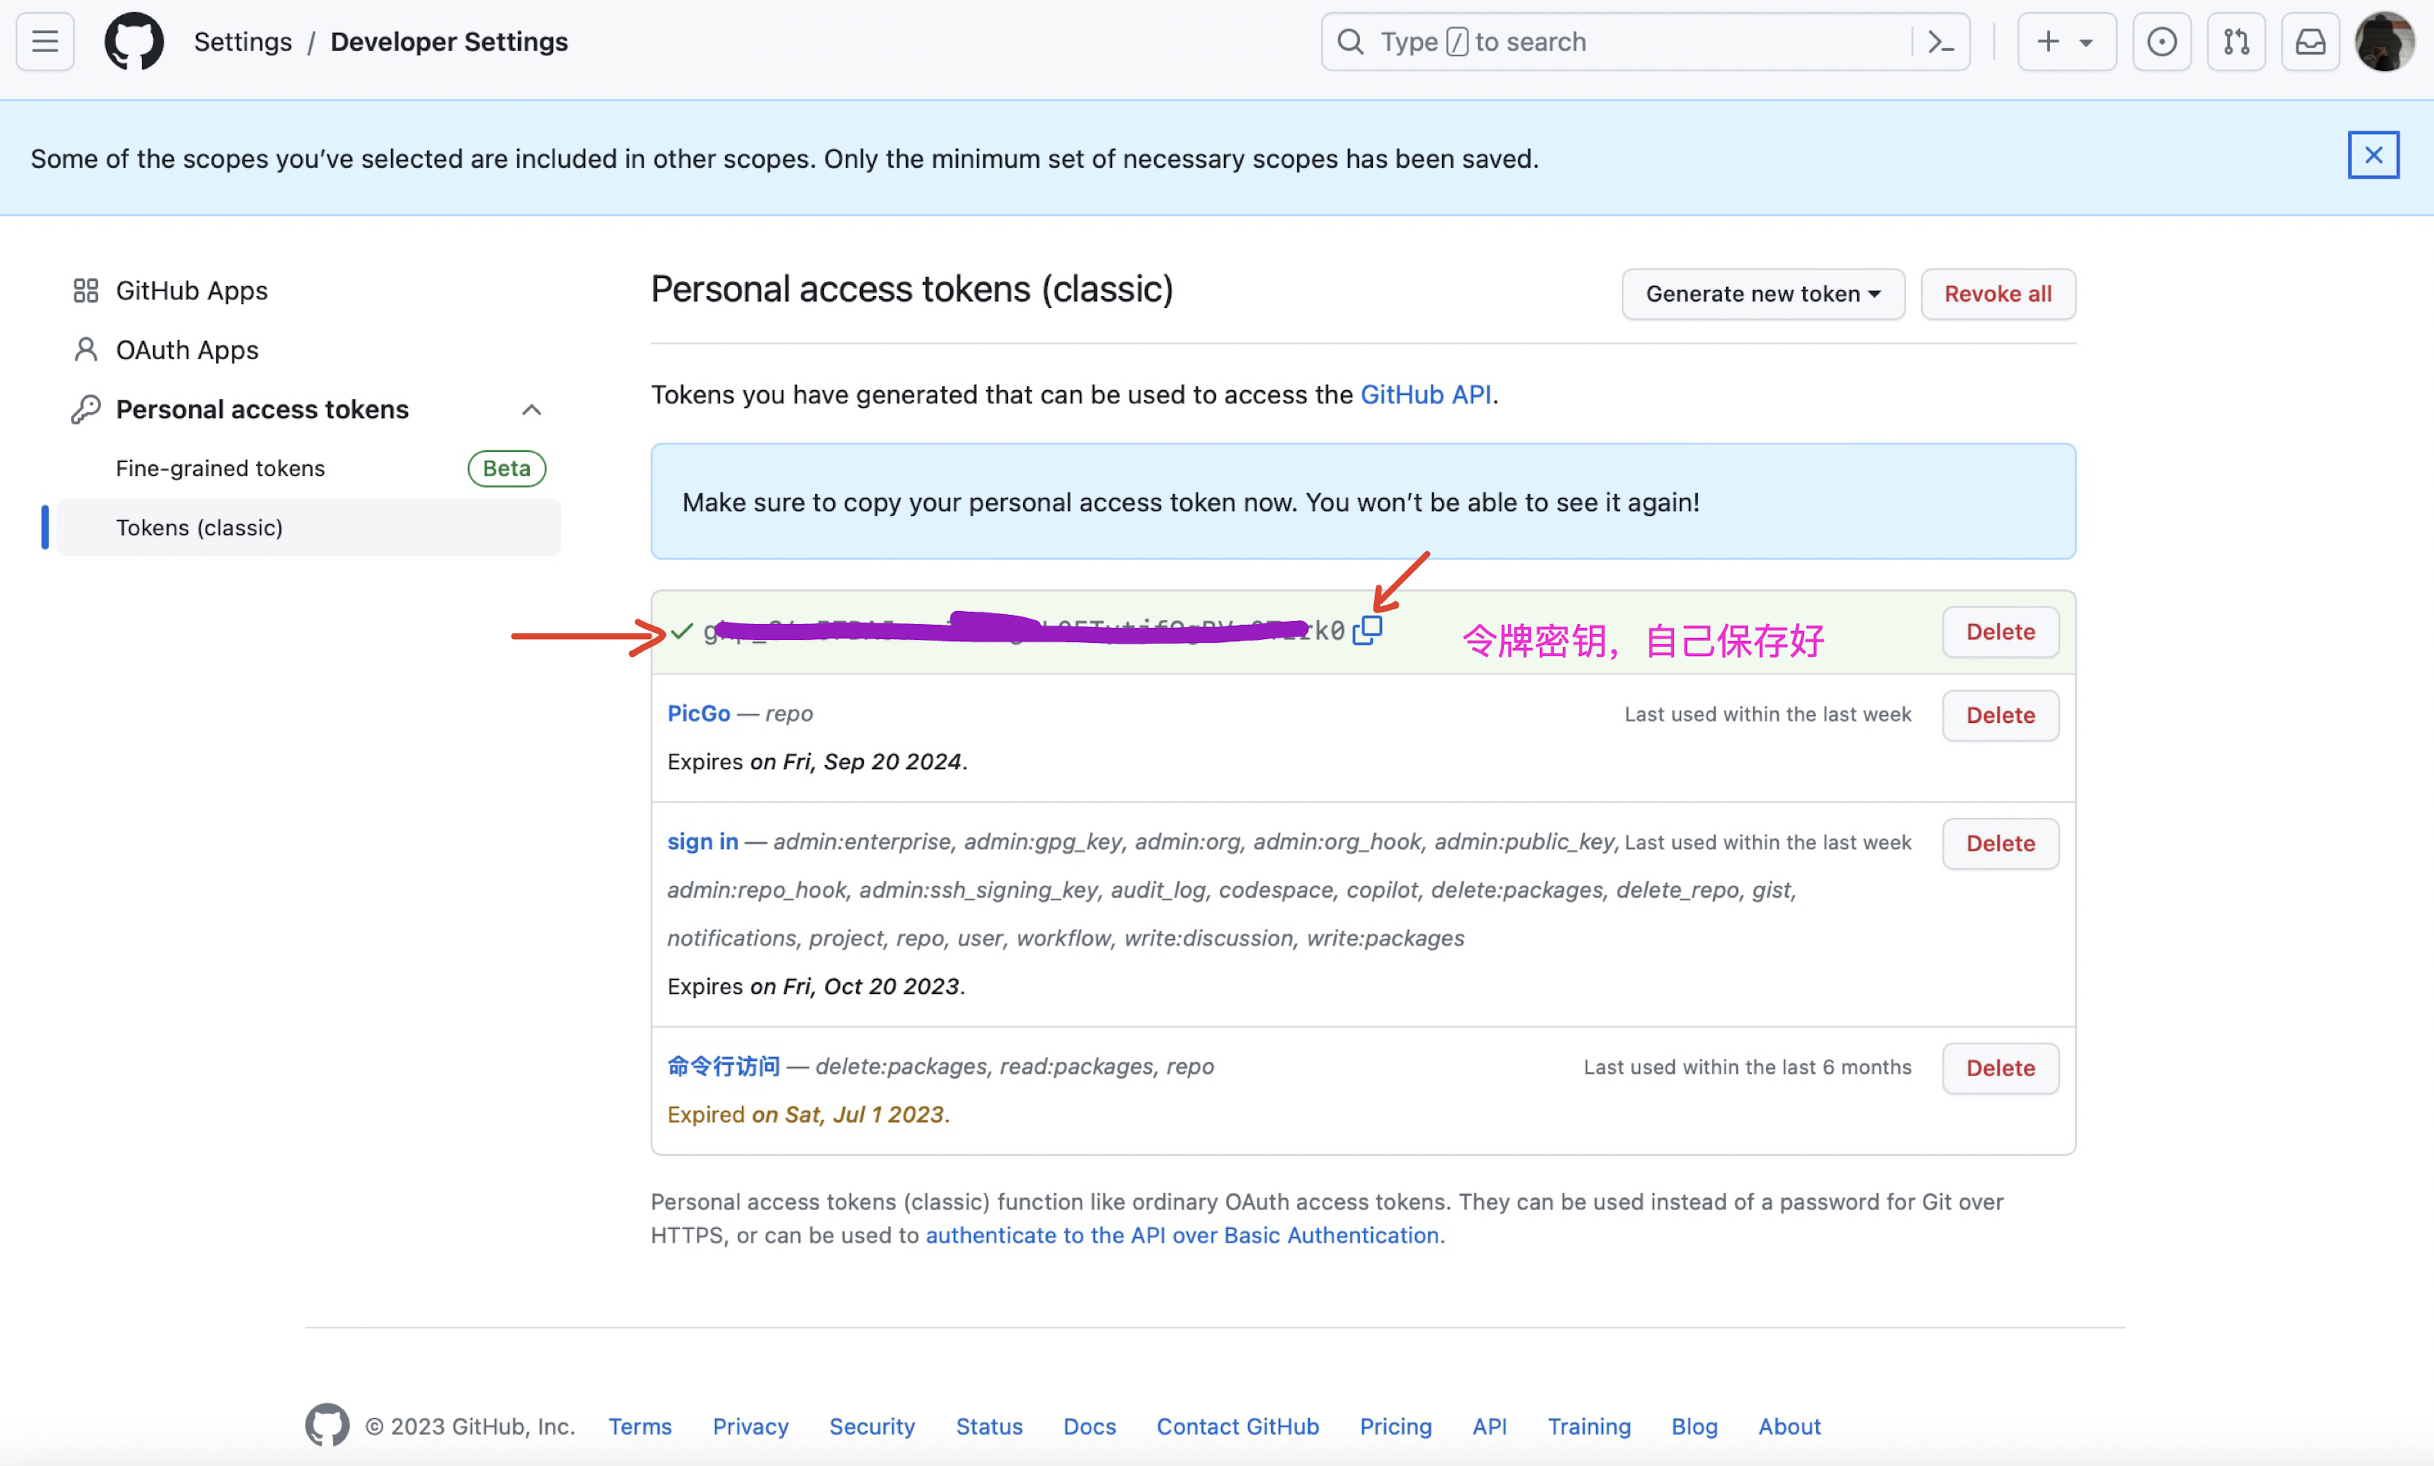 Settings / Developer Settings
Type / to search
Some of the scopes you’ve selected are included in other scopes. Only the minimum set of necessary scopes has been saved.
GitHub Apps
OAuth Apps
Personal access tokens
Fine-grained tokens Beta
Tokens (classic)
Personal access tokens (classic)
Generate new token
Revoke all
Tokens you have generated that can be used to access the GitHub API.
Make sure to copy your personal access token now. You won’t be able to see it again!
令牌密钥，自己保存好
Delete
PicGo — repo
Last used within the last week
Delete
Expires on Fri, Sep 20 2024.
sign in — admin:enterprise, admin:gpg_key, admin:org, admin:org_hook, admin:public_key,
Last used within the last week
Delete
admin:repo_hook, admin:ssh_signing_key, audit_log, codespace, copilot, delete:packages, delete_repo, gist,
notifications, project, repo, user, workflow, write:discussion, write:packages
Expires on Fri, Oct 20 2023.
命令行访问 — delete:packages, read:packages, repo
Last used within the last 6 months
Delete
Expired on Sat, Jul 1 2023.
Personal access tokens (classic) function like ordinary OAuth access tokens. They can be used instead of a password for Git over
HTTPS, or can be used to authenticate to the API over Basic Authentication.
© 2023 GitHub, Inc. Terms Privacy Security Status Docs Contact GitHub Pricing API Training Blog About